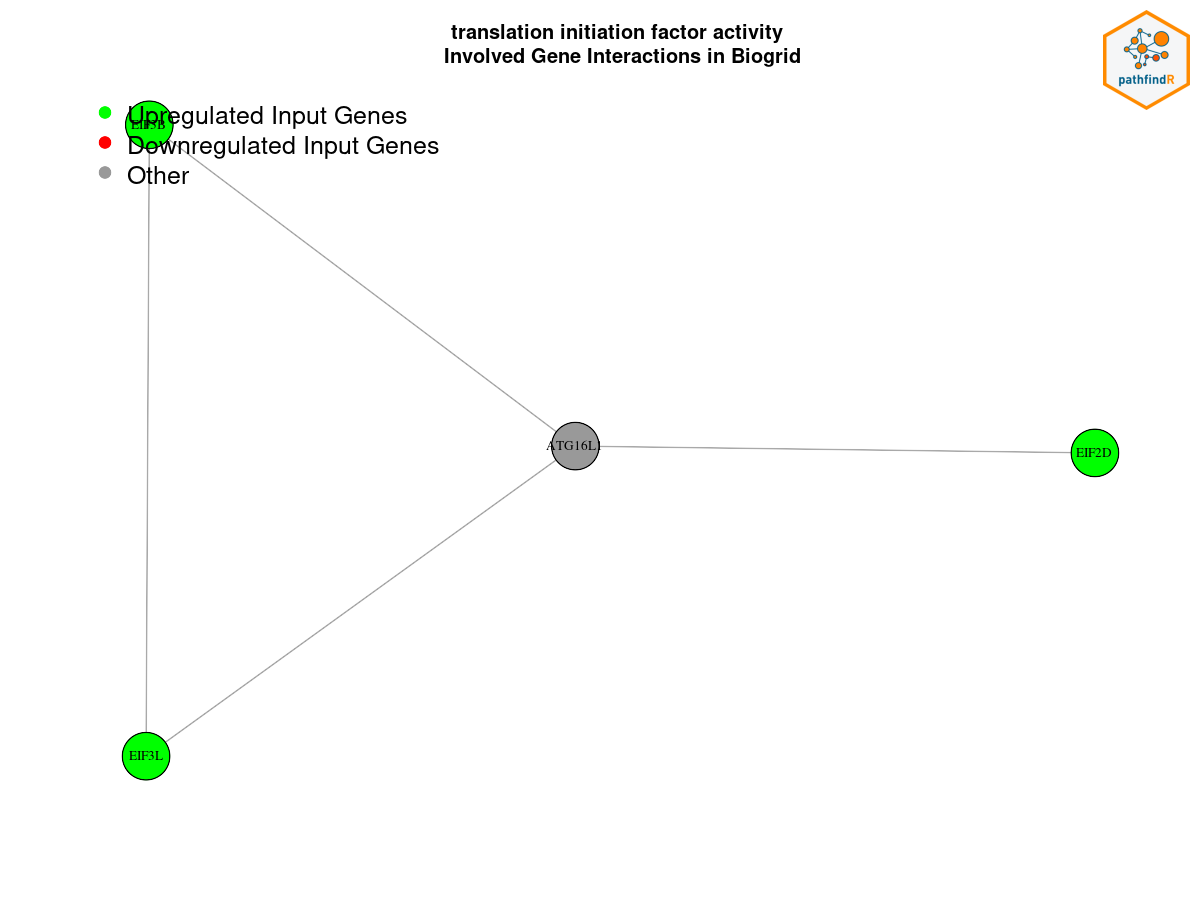 translation initiation factor activity
Involved Gene Interactions in Biogrid
pathfindR
Upregulated Input Genes
Downregulated Input Genes
Other
ATG16L1
EIF2D
EIF3L